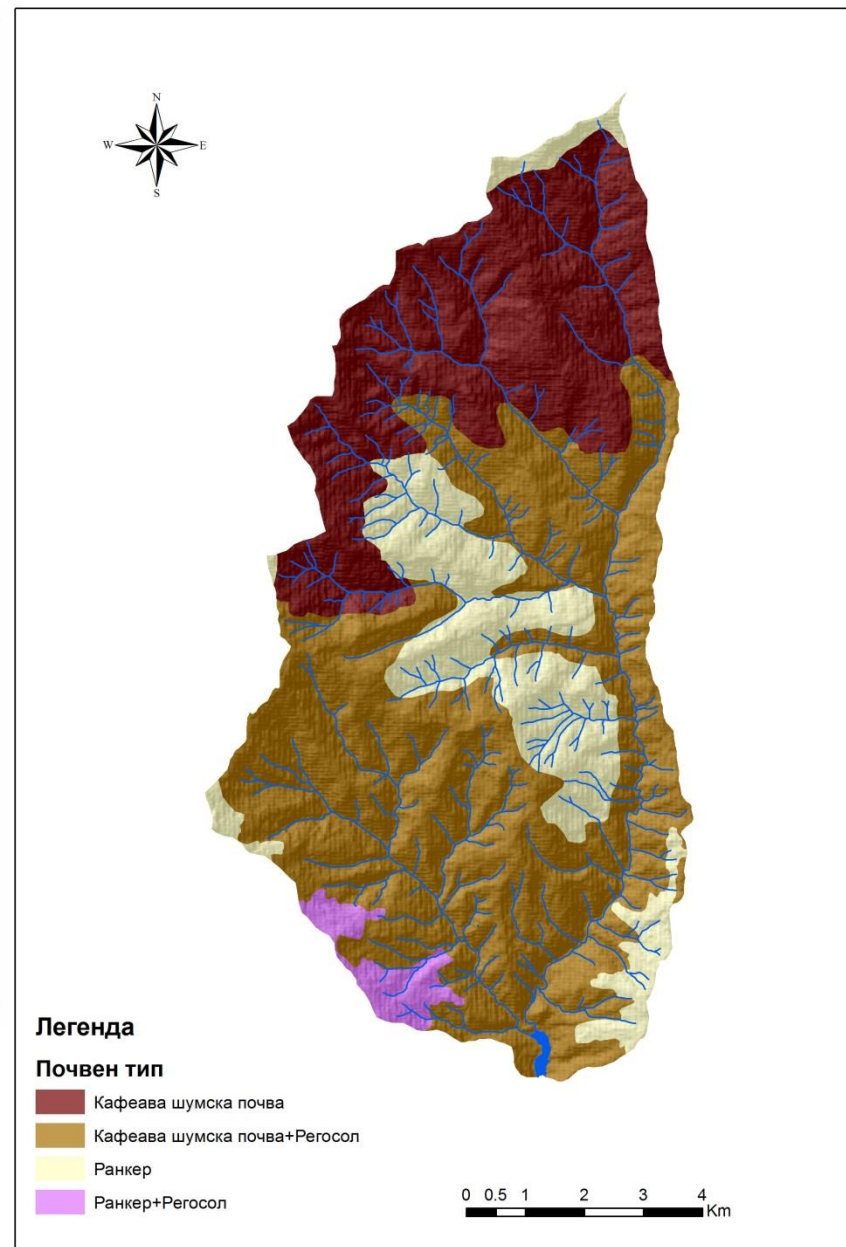 N
W E
S
Легенда
Почвен тип
Кафеава шумска почва
Кафеава шумска почва+Регосол
Ранкер
Ранкер+Регосол
0 0.5 1 2 3 4
Km